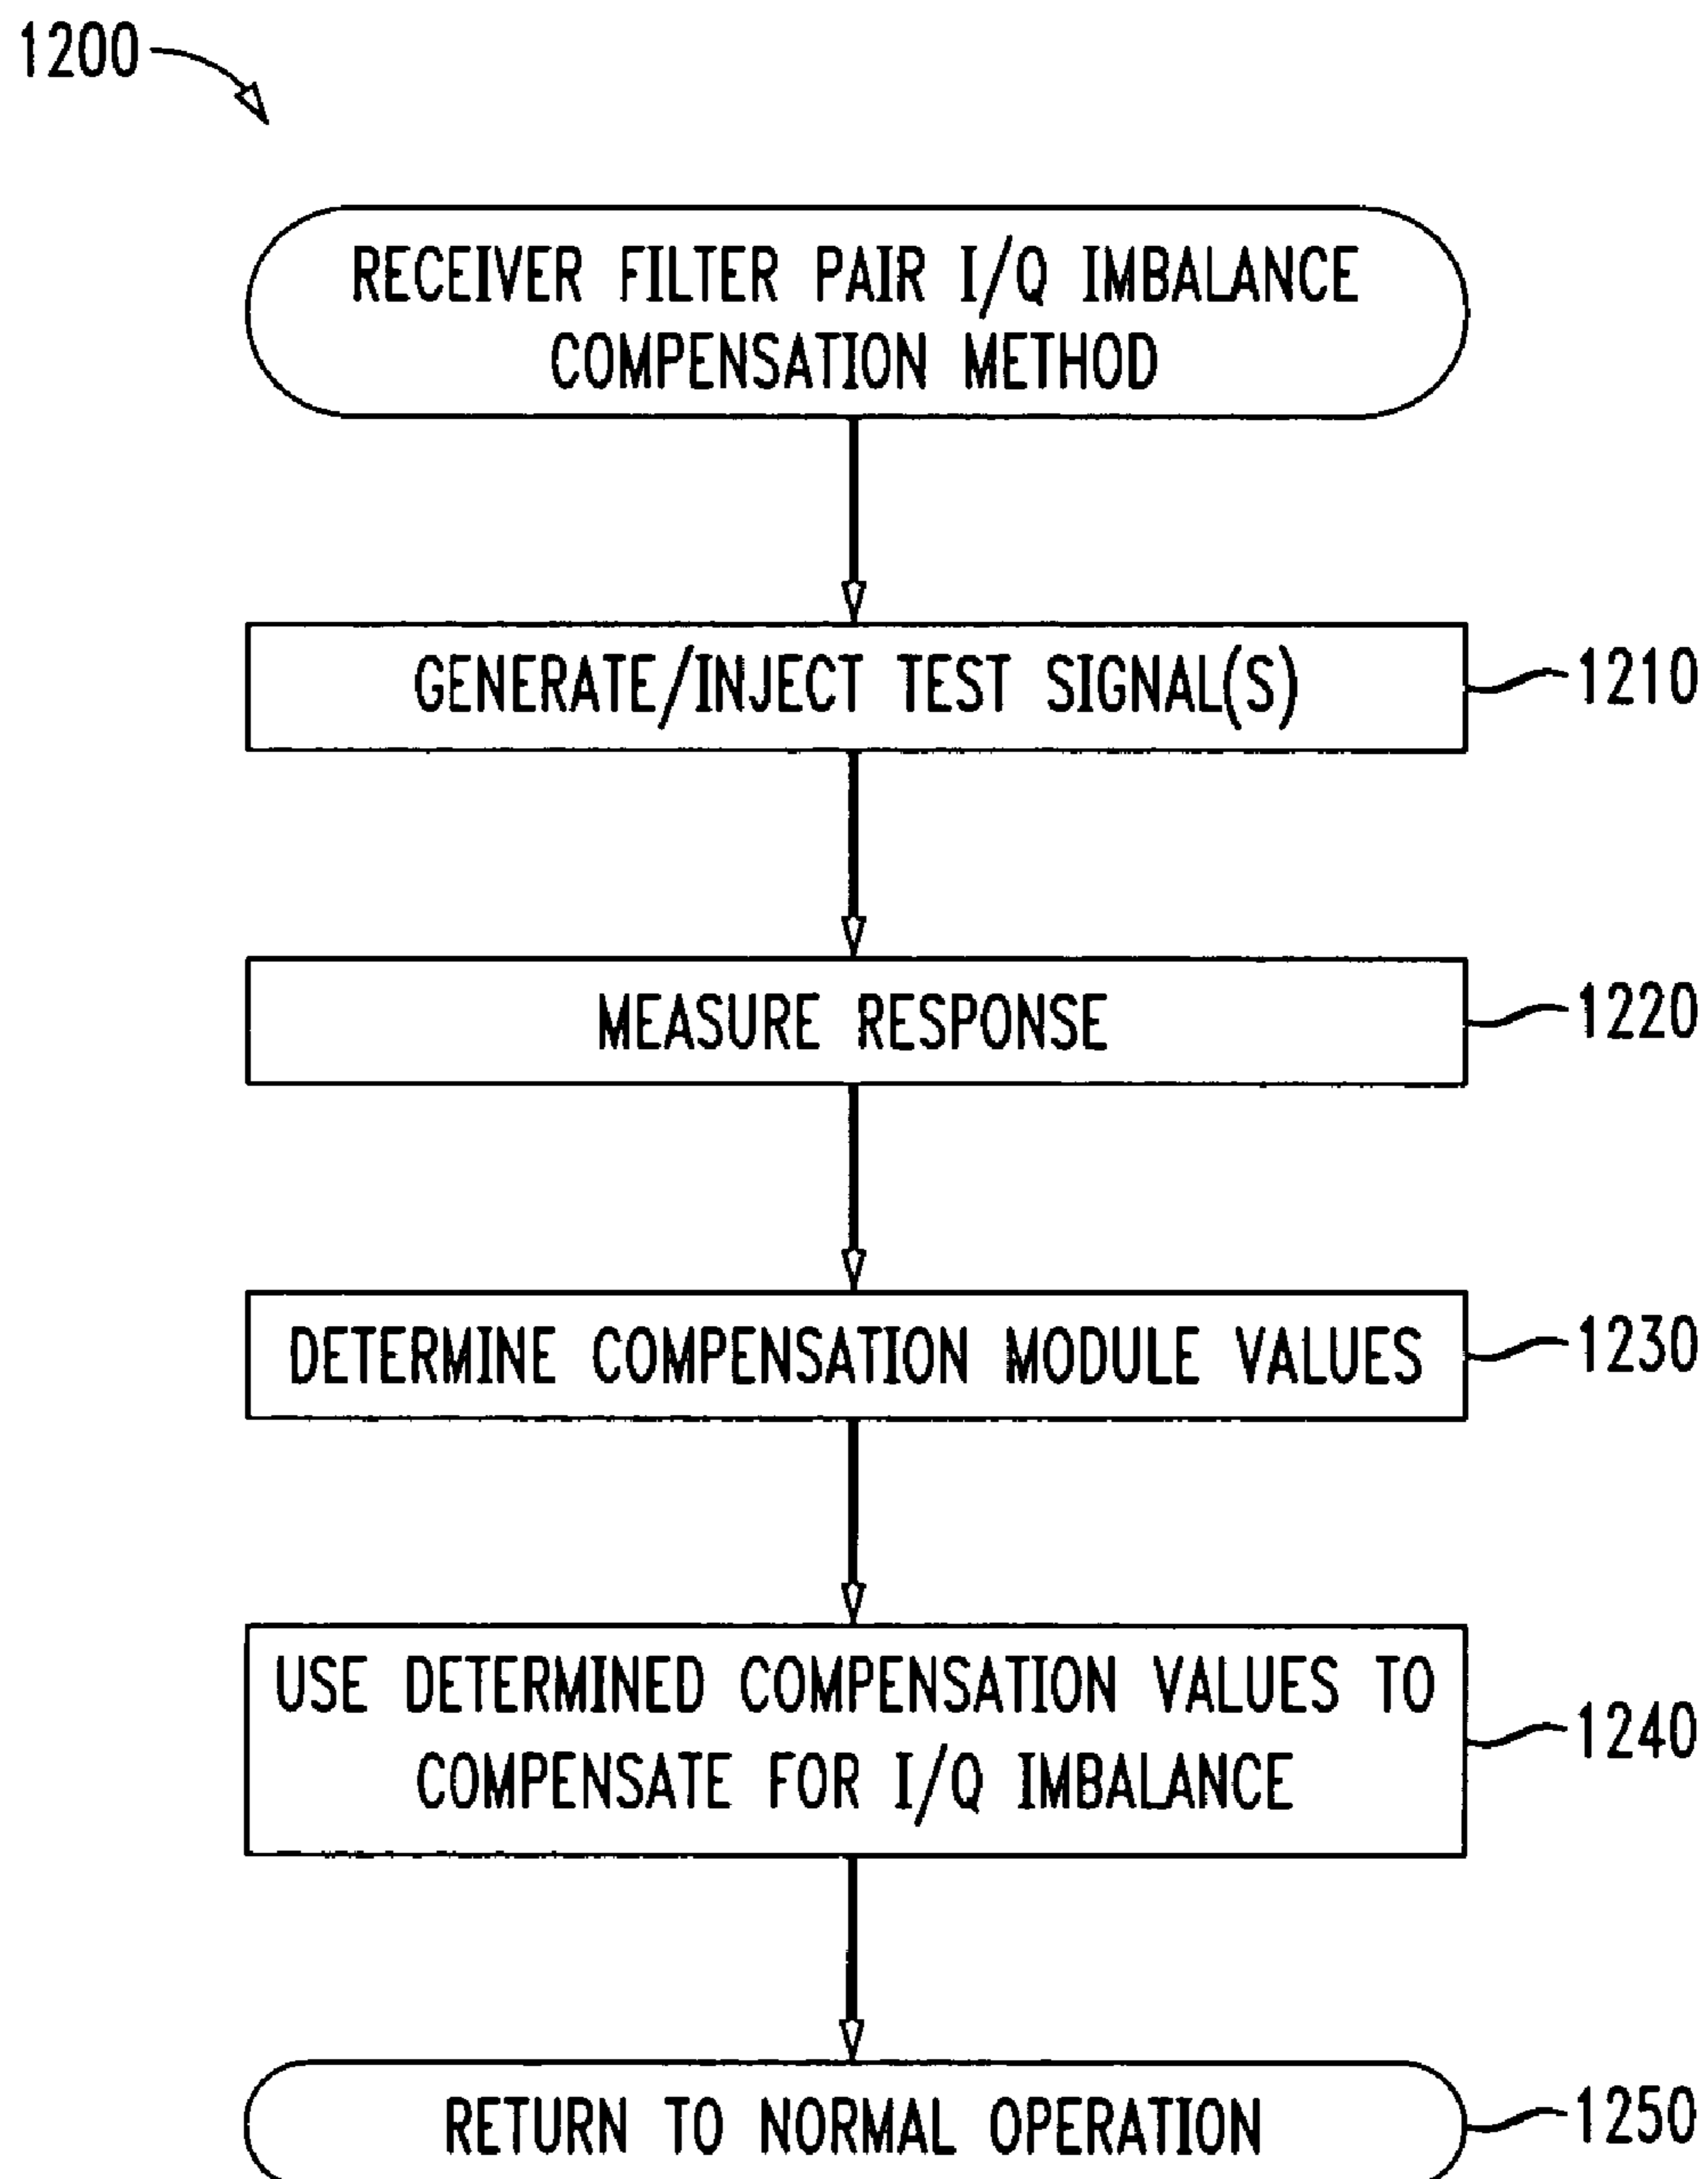 1200
RECEIVER FILTER PAIR I/Q IMBALANCE
COMPENSATION METHOD
GENERATE/INJECT TEST SIGNAL(S)
1210
MEASURE RESPONSE
1220
DETERMINE COMPENSATION MODULE VALUES
1230
USE DETERMINED COMPENSATION VALUES TO
COMPENSATE FOR I/Q IMBALANCE
1240
RETURN TO NORMAL OPERATION
1250